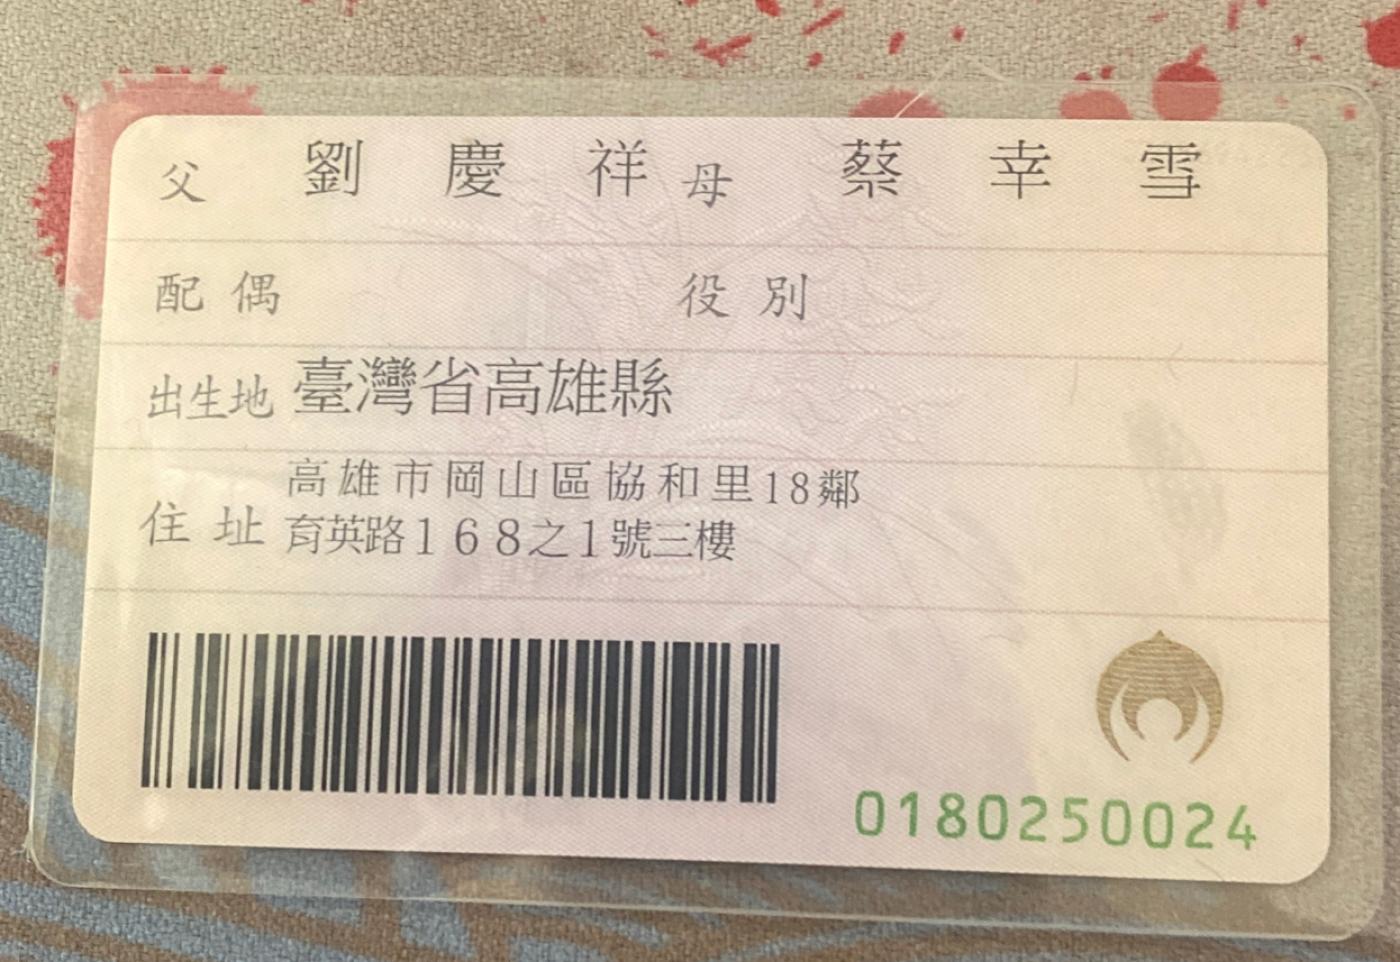 父 劉慶祥 母 蔡幸雪
配偶 役別
出生地 臺灣省高雄縣
高雄市岡山區協和里18鄰
住址 育英路168之1號三樓
0180250024